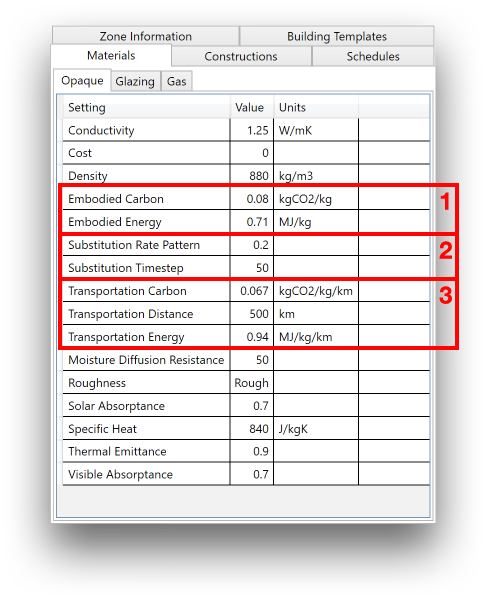 Zone Information Building Templates
Materials Constructions Schedules
Opaque Glazing Gas
Setting Value Units
Conductivity 1.25 W/mK
Cost 0
Density 880 kg/m3
Embodied Carbon 0.08 kgCO2/kg 1
Embodied Energy 0.71 MJ/kg
Substitution Rate Pattern 0.2 2
Substitution Timestep 50
Transportation Carbon 0.067 kgCO2/kg/km 3
Transportation Distance 500 km
Transportation Energy 0.94 MJ/kg/km
Moisture Diffusion Resistance 50
Roughness Rough
Solar Absorptance 0.7
Specific Heat 840 J/kgK
Thermal Emittance 0.9
Visible Absorptance 0.7